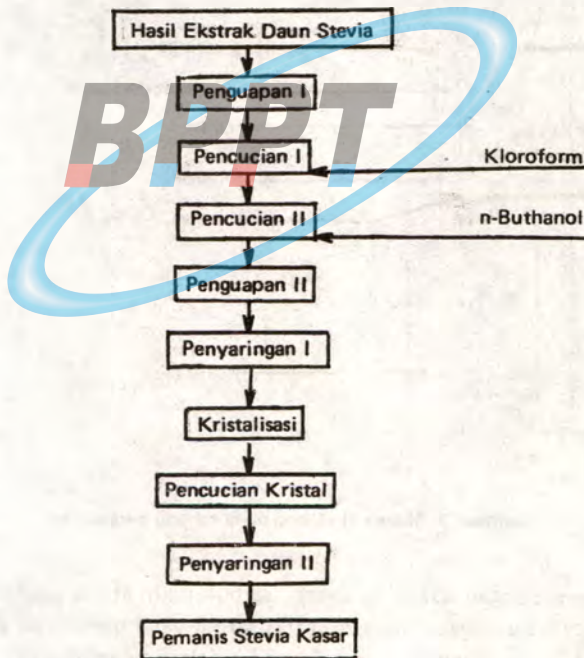 Hasil Ekstrak Daun Stevia
Penguapan I
Pencucian I
Kloroform
Pencucian II
n-Buthanol
Penguapan II
Penyaringan I
Kristalisasi
Pencucian Kristal
Penyaringan II
Pemanis Stevia Kasar
BPPT